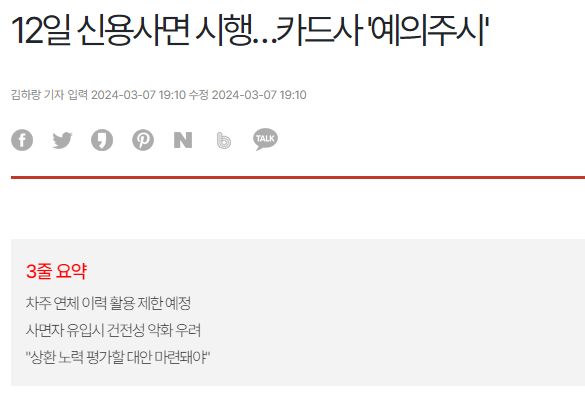 12일 신용사면 시행…카드사 '예의주시'
김하랑 기자 입력 2024-03-07 19:10 수정 2024-03-07 19:10
TALK
3줄 요약
차주 연체 이력 활용 제한 예정
사면자 유입시 건전성 악화 우려
"상환 노력 평가할 대안 마련돼야"